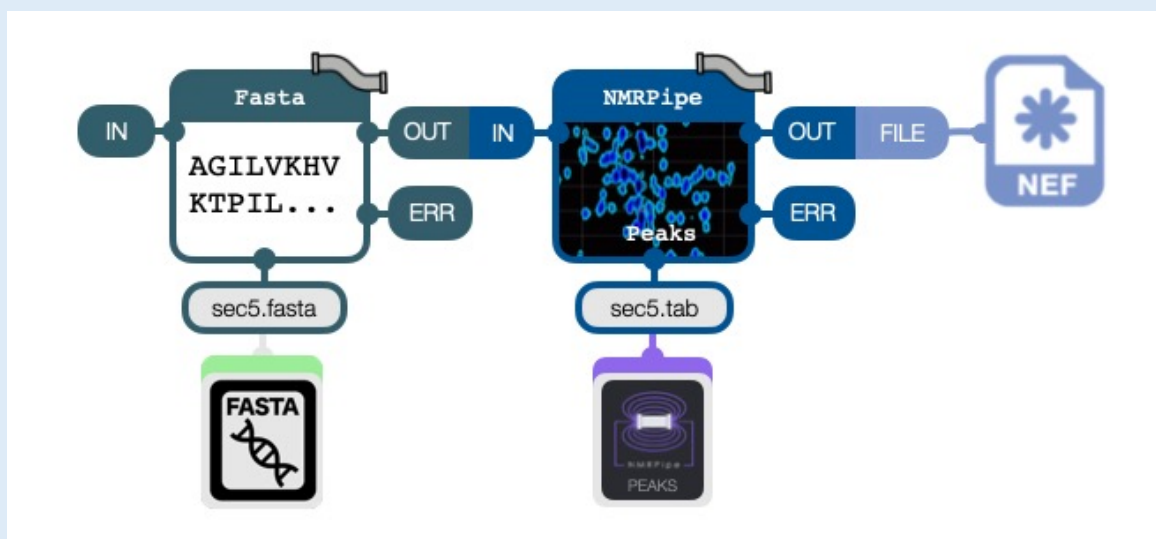 Fasta
NMRPipe
IN
OUT
IN
OUT
FILE
AGILVKHV
KTPIL...
ERR
Peaks
ERR
NEF
sec5.fasta
sec5.tab
FASTA
NMRPipe
PEAKS